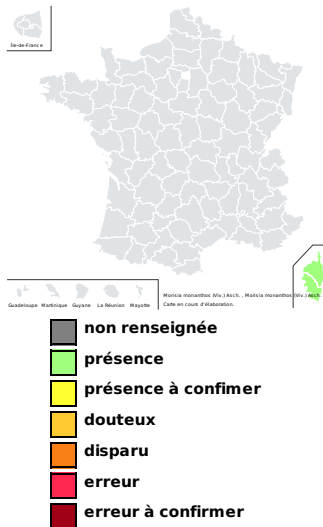 Île-de-France
Guadeloupe Martinique Guyane La Réunion Mayotte
Morisia monanthos (Viv.) Asch. , Morisia monanthos (Viv.) Asch.
Carte en cours d'élaboration.
non renseignée
présence
présence à confimer
douteux
disparu
erreur
erreur à confirmer